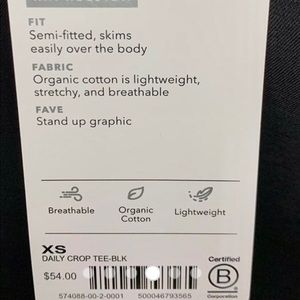 FIT
Semi-fitted, skims
easily over the body
FABRIC
Organic cotton is lightweight,
stretchy, and breathable
FAVE
Stand up graphic
Breathable
Organic
Cotton
Lightweight
XS
DAILY CROP TEE-BLK
$54.00
574088-00-2-0001 500046793565
Certified
B
Corporation